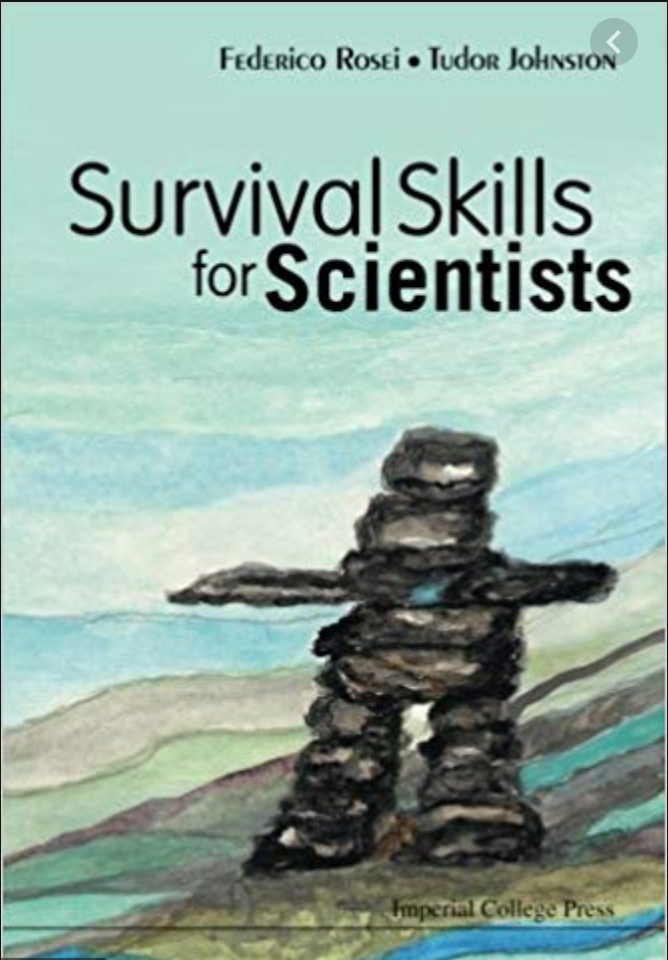 Federico Rosei • Tudor Johnston
Survival Skills
for Scientists
Imperial College Press